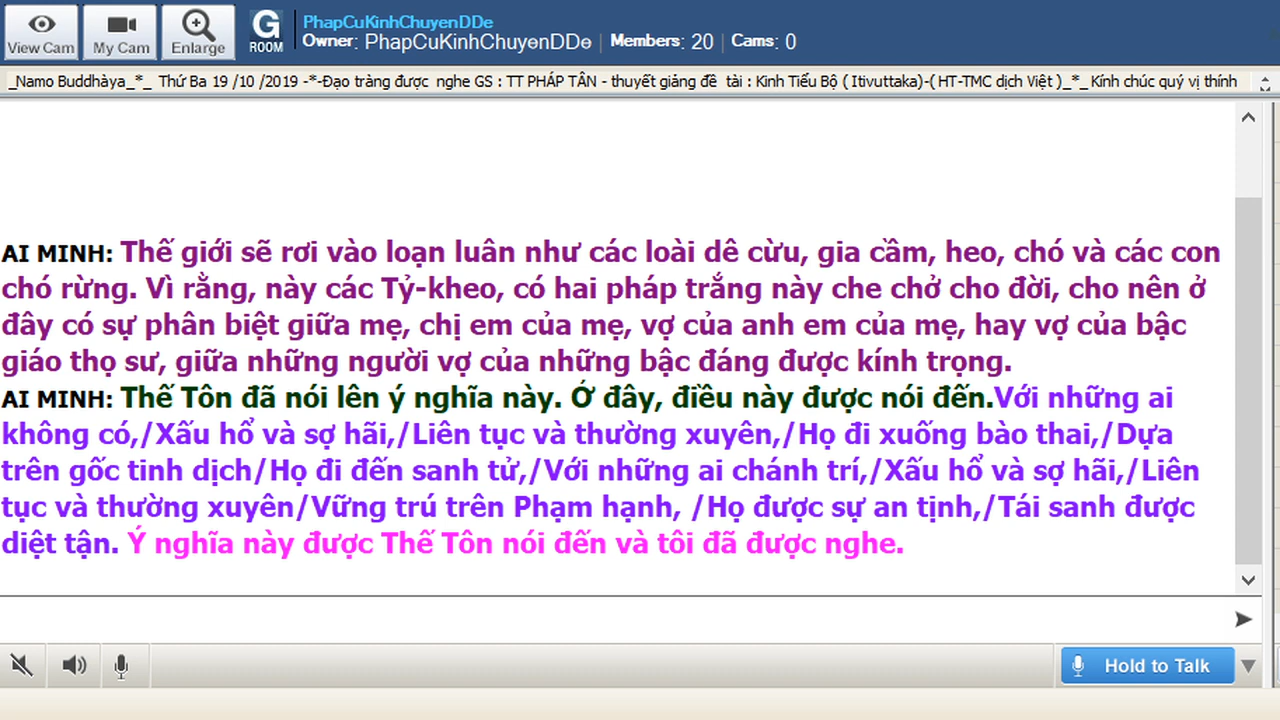 View Cam
My Cam
Enlarge
G
ROOM
PhapCuKinhChuyenDDe
Owner: PhapCuKinhChuyenDDe | Members: 20 | Cams: 0
_Namo Buddhàya_*_ Thứ Ba 19 /10 /2019 -*-Đạo tràng được nghe GS : TT PHÁP TÂN - thuyết giảng đề tài : Kinh Tiểu Bộ ( Itivuttaka)-( HT-TMC dịch Việt )_*_ Kính chúc quý vị thính
AI MINH: Thế giới sẽ rơi vào loạn luân như các loài dê cừu, gia cầm, heo, chó và các con
chó rừng. Vì rằng, này các Tỷ-kheo, có hai pháp trắng này che chở cho đời, cho nên ở
đây có sự phân biệt giữa mẹ, chị em của mẹ, vợ của anh em của mẹ, hay vợ của bậc
giáo thọ sư, giữa những người vợ của những bậc đáng được kính trọng.
AI MINH: Thế Tôn đã nói lên ý nghĩa này. Ở đây, điều này được nói đến.Với những ai
không có,/Xấu hổ và sợ hãi,/Liên tục và thường xuyên,/Họ đi xuống bào thai,/Dựa
trên gốc tinh dịch/Họ đi đến sanh tử,/Với những ai chánh trí,/Xấu hổ và sợ hãi,/Liên
tục và thường xuyên/Vững trú trên Phạm hạnh, /Họ được sự an tịnh,/Tái sanh được
diệt tận. Ý nghĩa này được Thế Tôn nói đến và tôi đã được nghe.
Hold to Talk